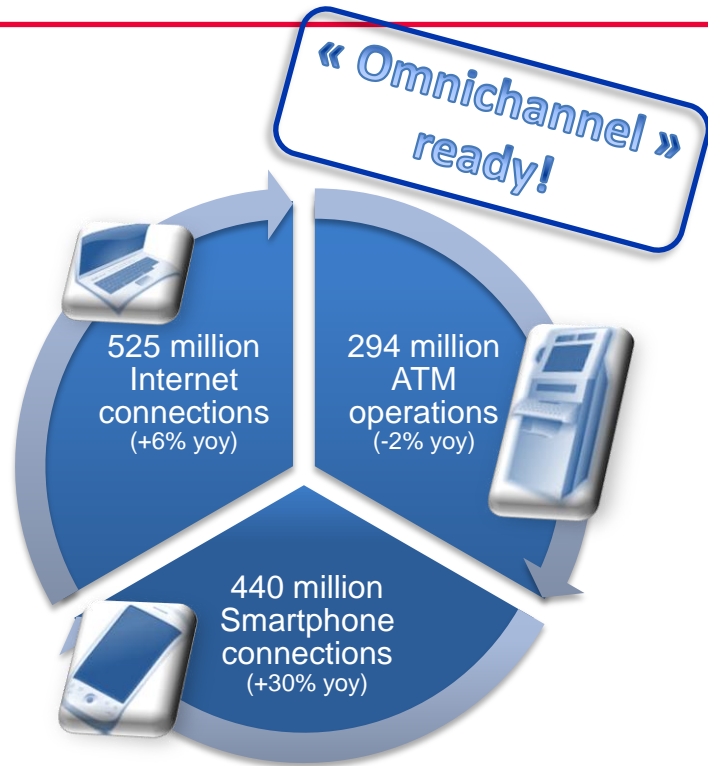 « Omnichannel »
ready!
525 million
Internet
connections
(+6% yoy)
294 million
ATM
operations
(-2% yoy)
440 million
Smartphone
connections
(+30% yoy)